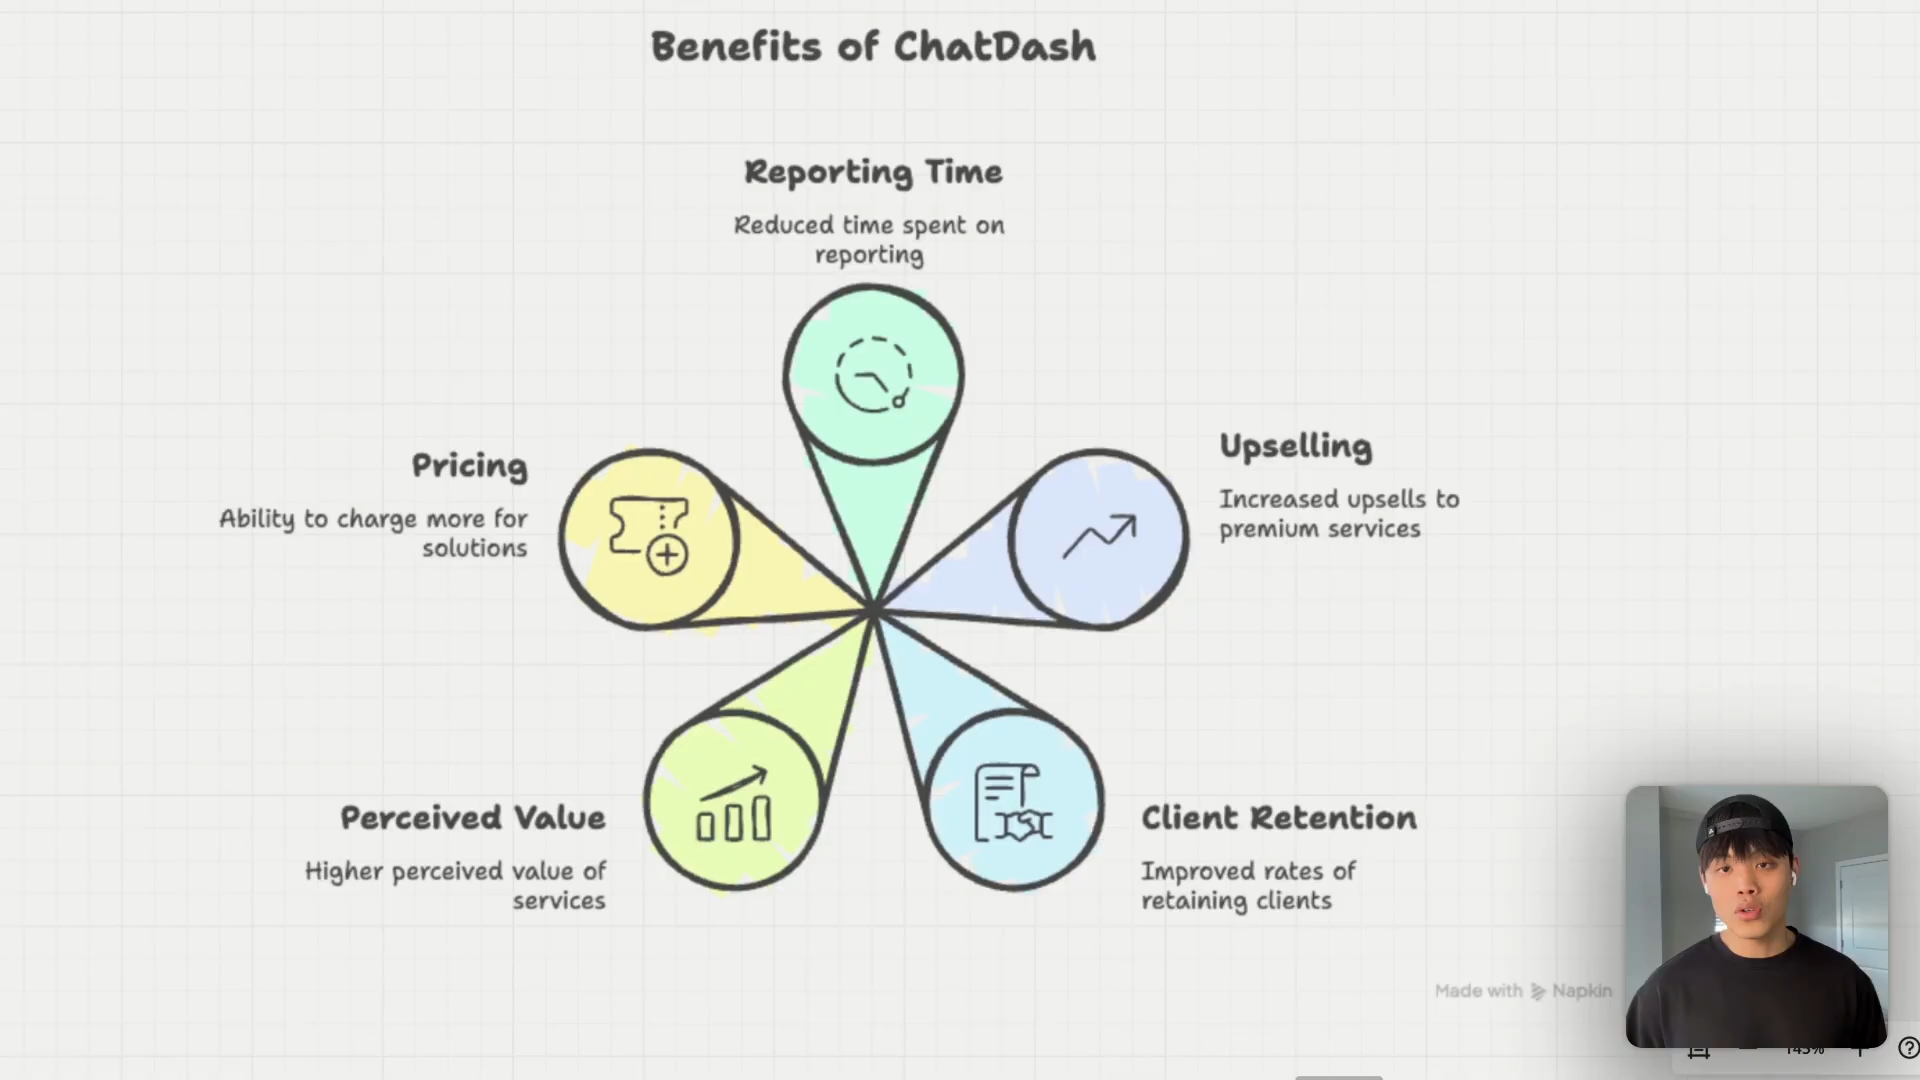 Benefits of ChatDash
Reporting Time
Reduced time spent on
reporting
Pricing
Ability to charge more for
solutions
Upselling
Increased upsells to
premium services
Perceived Value
Higher perceived value of
services
Client Retention
Improved rates of
retaining clients
Made with Napkin
145%